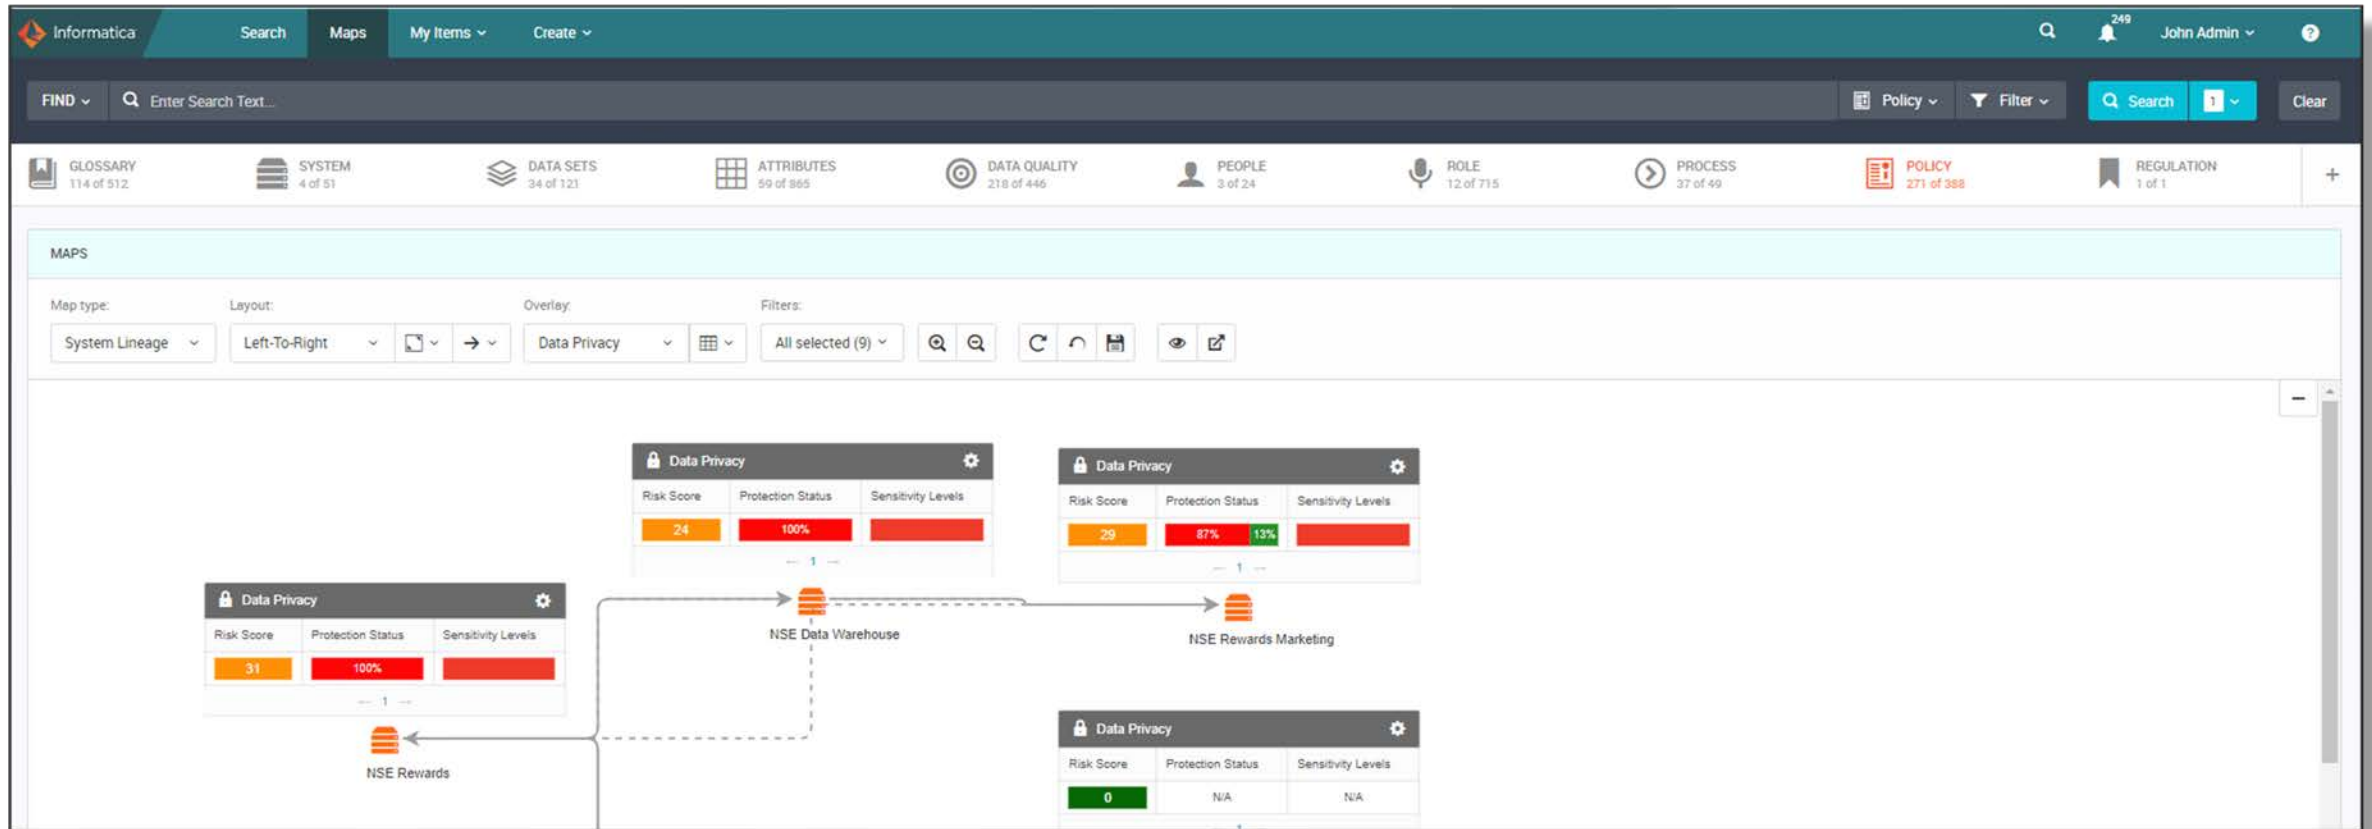 Informatica
Search
Maps
My Items
Create
249
John Admin
?
FIND
Enter Search Text...
Policy
Filter
Search
1
Clear
GLOSSARY
114 of 512
SYSTEM
4 of 51
DATA SETS
34 of 121
ATTRIBUTES
59 of 865
DATA QUALITY
218 of 446
PEOPLE
3 of 24
ROLE
12 of 715
PROCESS
37 of 49
POLICY
271 of 388
REGULATION
1 of 1
+
MAPS
Map type:
Layout:
Overlay:
Filters:
System Lineage
Left-To-Right
Data Privacy
All selected (9)
Data Privacy
Risk Score Protection Status Sensitivity Levels
24 100%
1
NSE Data Warehouse
Data Privacy
Risk Score Protection Status Sensitivity Levels
29 87% 13%
1
NSE Rewards Marketing
Data Privacy
Risk Score Protection Status Sensitivity Levels
31 100%
1
NSE Rewards
Data Privacy
Risk Score Protection Status Sensitivity Levels
0 N/A N/A